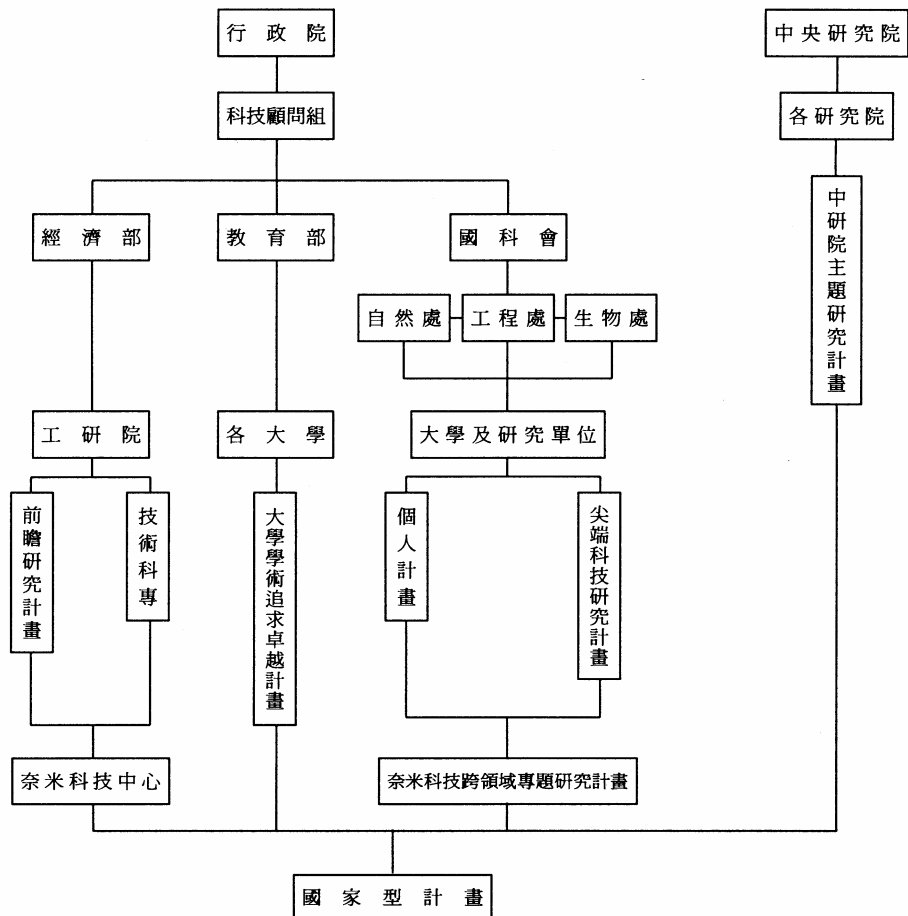 行政院
中央研究院
科技顧問組
各研究院
經濟部
教育部
國科會
中研院主題研究計畫
自然處
工程處
生物處
工研院
各大學
大學及研究單位
前瞻研究計畫
技術科專
大學學術追求卓越計畫
個人計畫
尖端科技研究計畫
奈米科技中心
奈米科技跨領域專題研究計畫
國家型計畫